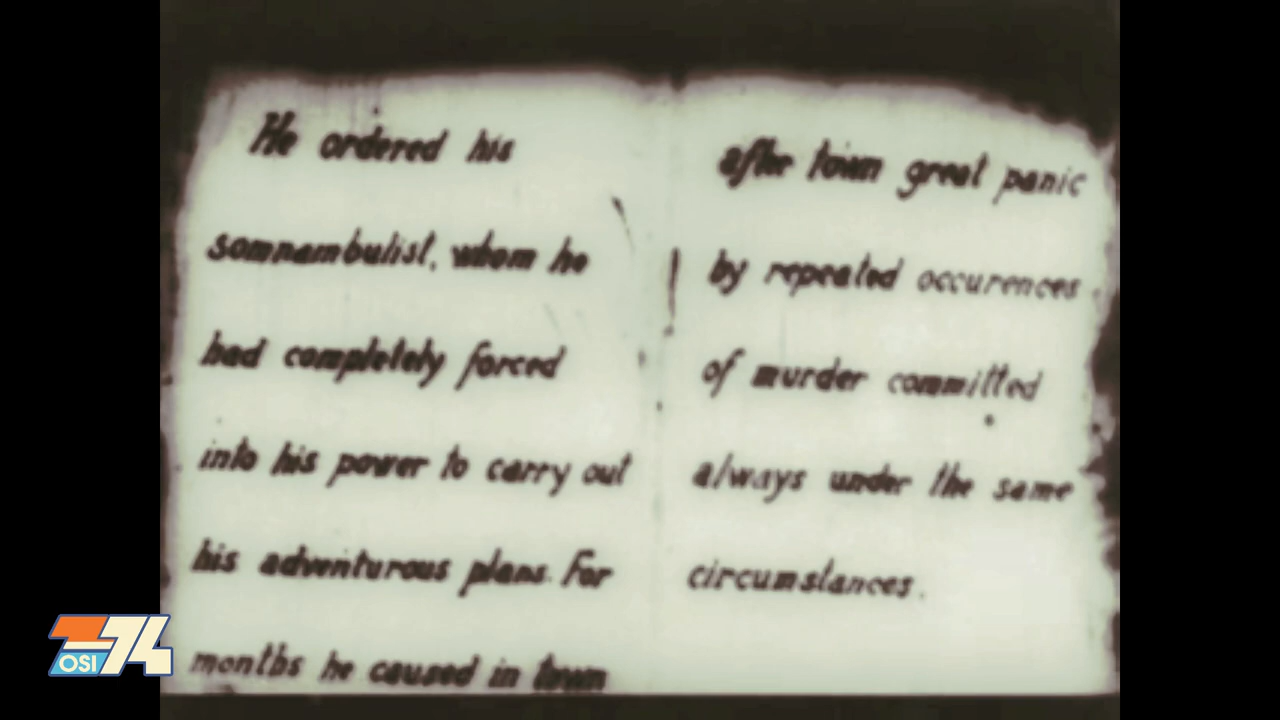 He ordered his
somnambulist, whom he
had completely forced
into his power to carry out
his adventurous plans. For
months he caused in town
after town great panic
by repeated occurences
of murder committed
always under the same
circumstances.
OSI 74